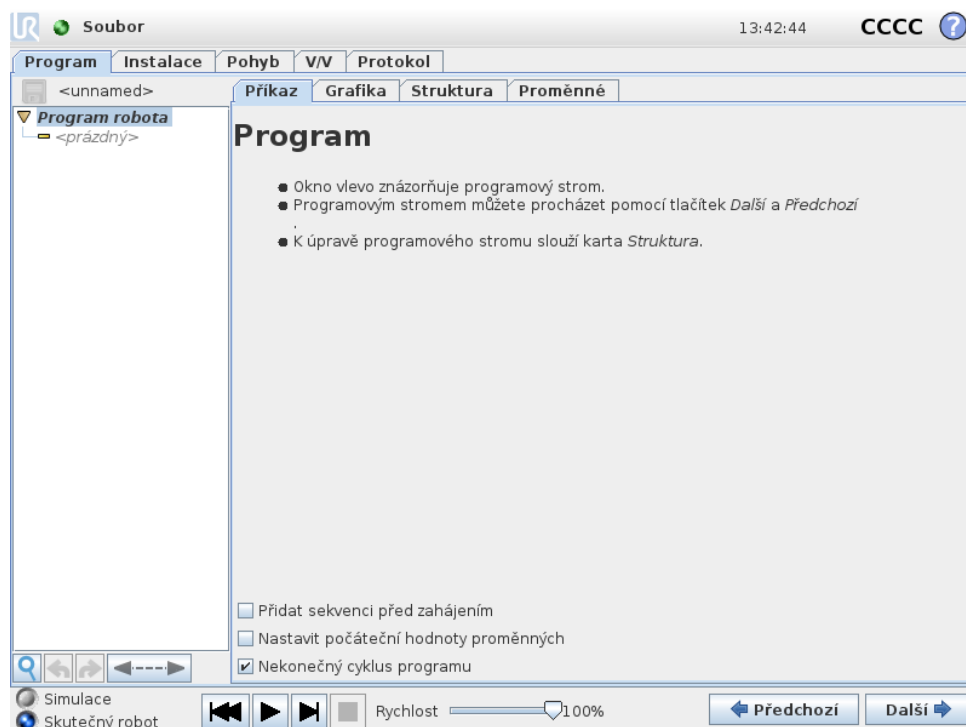 UR Soubor 13:42:44 CCCC ?
Program Instalace Pohyb V/V Protokol
<unnamed> Příkaz Grafika Struktura Proměnné
Program robota
<prázdný>
Program
Okno vlevo znázorňuje programový strom.
Programovým stromem můžete procházet pomocí tlačítek Další a Předchozí
.
K úpravě programového stromu slouží karta Struktura.
Přidat sekvenci před zahájením
Nastavit počáteční hodnoty proměnných
Nekonečný cyklus programu
Simulace
Skutečný robot
Rychlost 100% Předchozí Další